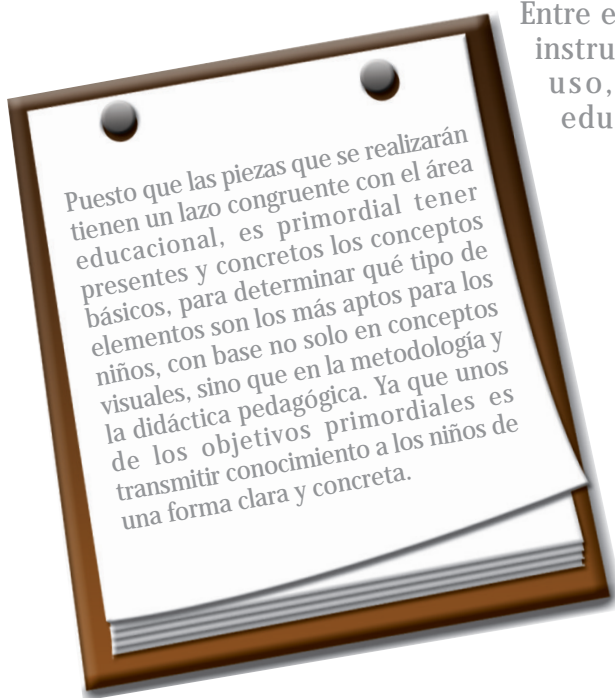 Entre e
instru
uso,
edu
Puesto que las piezas que se realizarán
tienen un lazo congruente con el área
educacional, es primordial tener
presentes y concretos los conceptos
básicos, para determinar qué tipo de
elementos son los más aptos para los
niños, con base no solo en conceptos
visuales, sino que en la metodología y
la didáctica pedagógica. Ya que unos
de los objetivos primordiales es
transmitir conocimiento a los niños de
una forma clara y concreta.